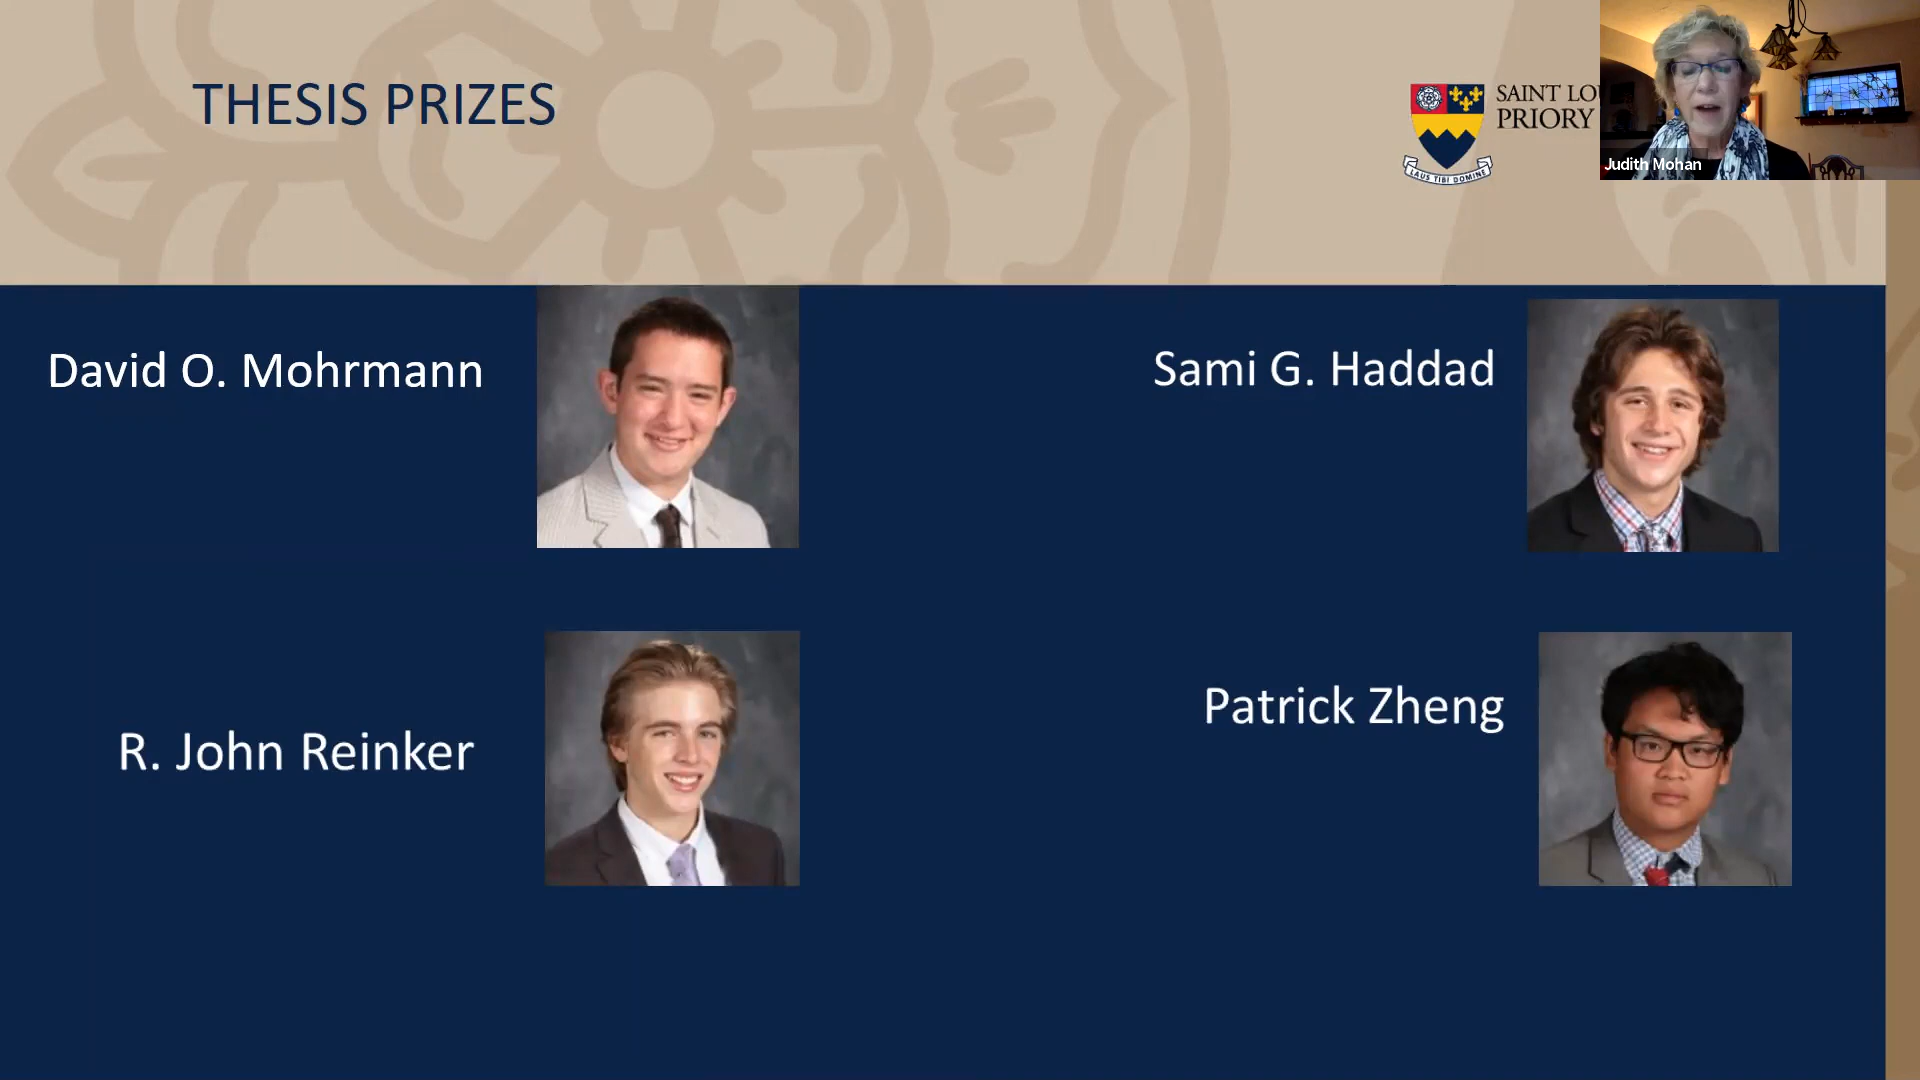 THESIS PRIZES
SAINT LO
PRIORY
LAUS TIBI DOMINE
Judith Mohan
David O. Mohrmann
Sami G. Haddad
R. John Reinker
Patrick Zheng